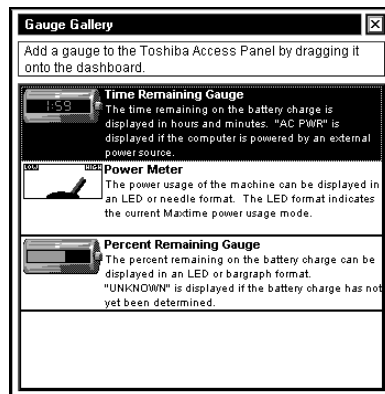 Gauge Gallery
Add a gauge to the Toshiba Access Panel by dragging it
onto the dashboard.
1:59
Time Remaining Gauge
The time remaining on the battery charge is
displayed in hours and minutes. "AC PWR" is
displayed if the computer is powered by an external
power source.
LOW HIGH
Power Meter
The power usage of the machine can be displayed in
an LED or needle format. The LED format indicates
the current Maxtime power usage mode.
Percent Remaining Gauge
The percent remaining on the battery charge can be
displayed in an LED or bargraph format.
"UNKNOWN" is displayed if the battery charge has not
yet been determined.